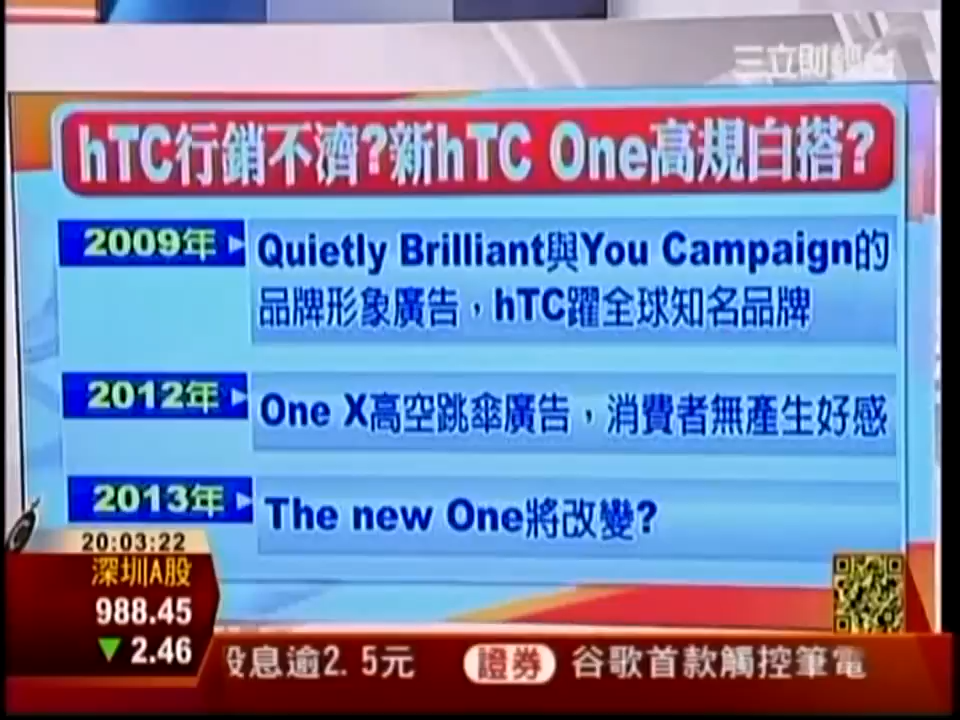 三立財經台
hTC行銷不濟?新hTC One高規白搭?
2009年
Quietly Brilliant與You Campaign的
品牌形象廣告，hTC躍全球知名品牌
2012年
One X高空跳傘廣告，消費者無產生好感
2013年
The new One將改變?
20:03:22
深圳A股
988.45
▼ 2.46
股息逾2.5元 證券 谷歌首款觸控筆電